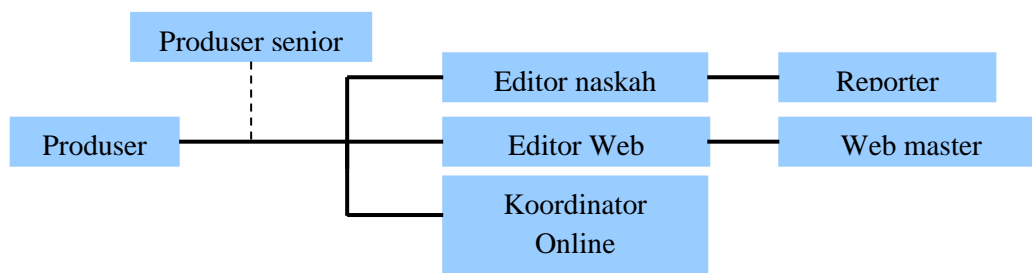 Produser senior
Editor naskah
Reporter
Produser
Editor Web
Web master
Koordinator
Online